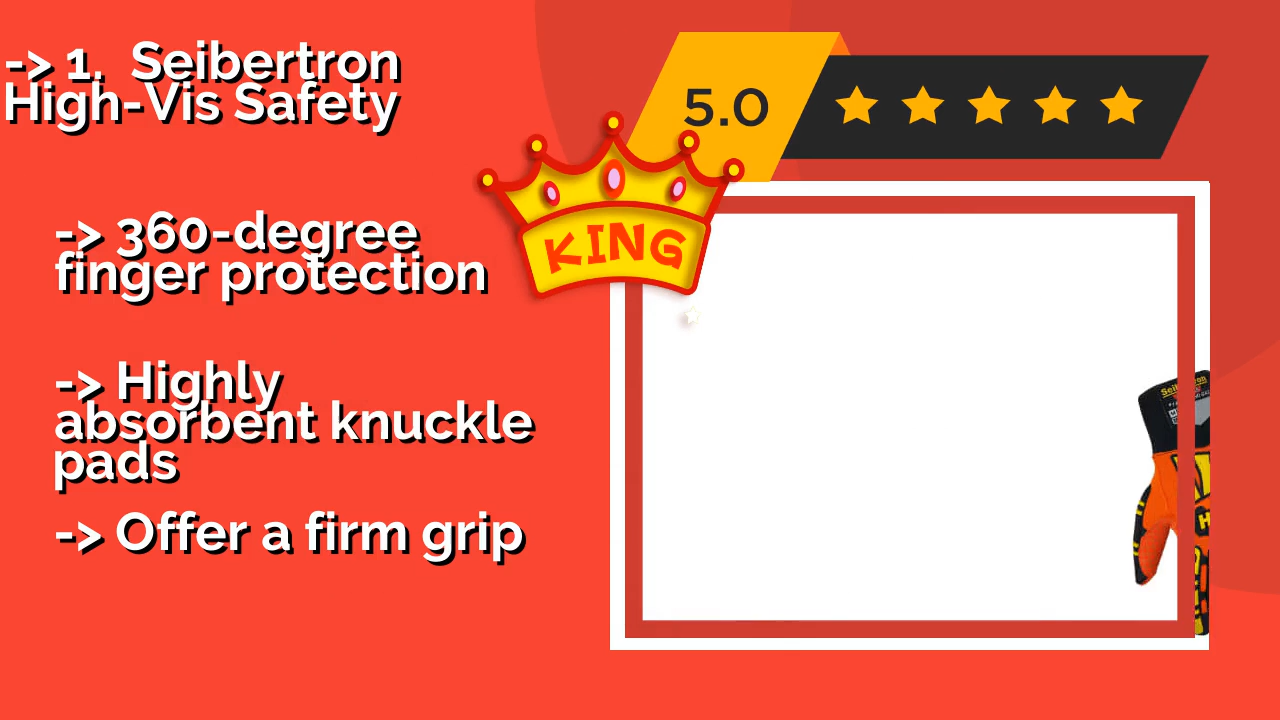 -> 1. Seibertron
High-Vis Safety
-> 360-degree
finger protection
-> Highly
absorbent knuckle
pads
-> Offer a firm grip
5.0
KING